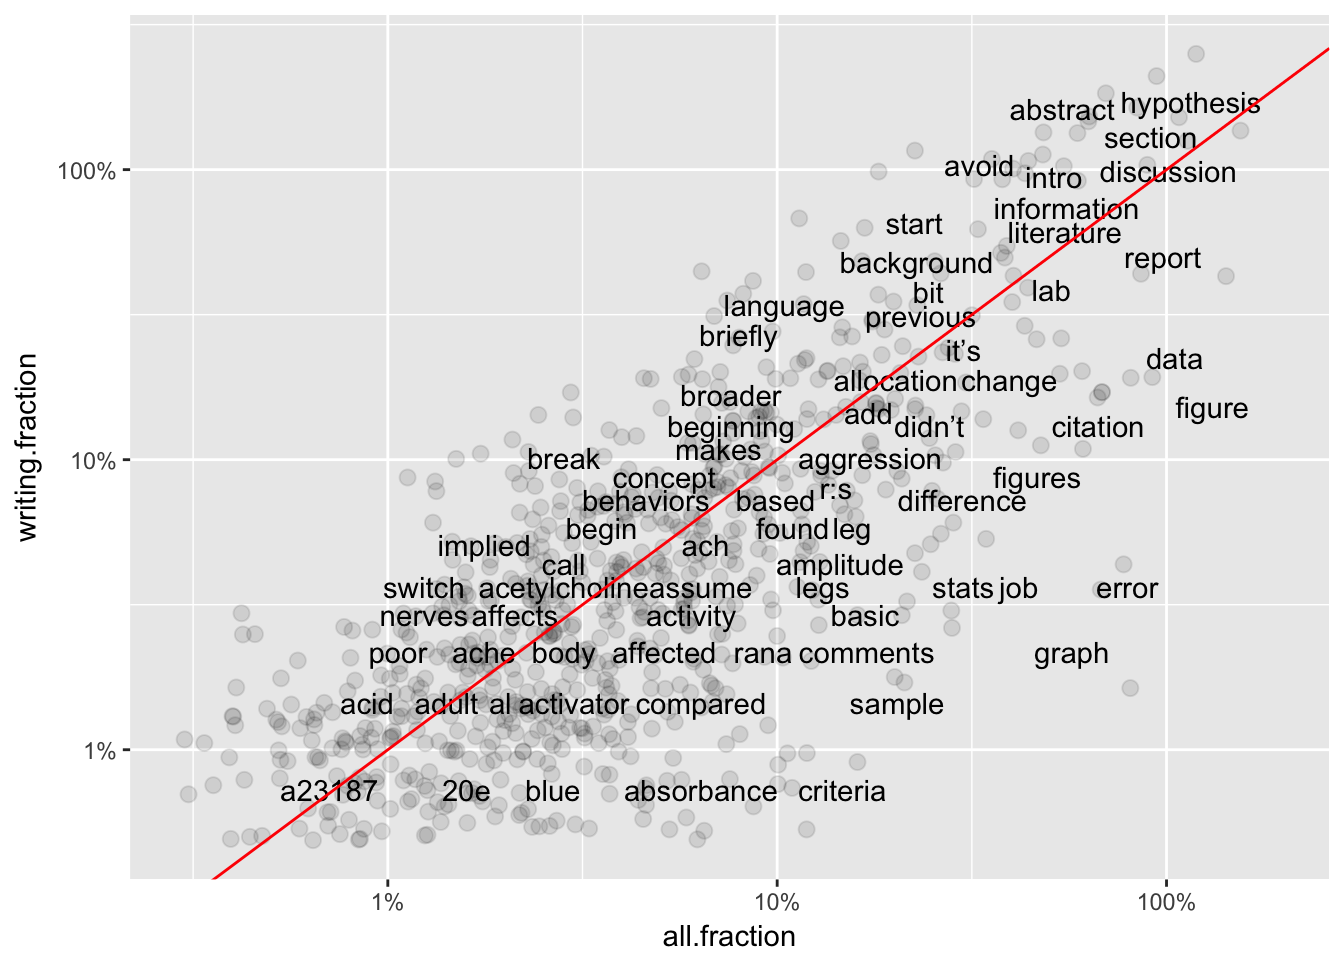 hypothesis
abstract
section
100%
avoid
discussion
intro
information
start
literature
report
background
lab
bit
language
previous
briefly
it’s
data
allocation change
broader
figure
add
beginning
didn’t
citation
makes
10%
break
aggression
concept
figures
r:s
behaviors
based
difference
begin
found leg
implied
ach
call
amplitude
switch acetylcholine assume legs stats job error
nerves affects activity basic
poor ache body affected rana comments graph
acid adult al activator compared sample
1%
a23187 20e blue absorbance criteria
1% 10% 100%
all.fraction
writing.fraction